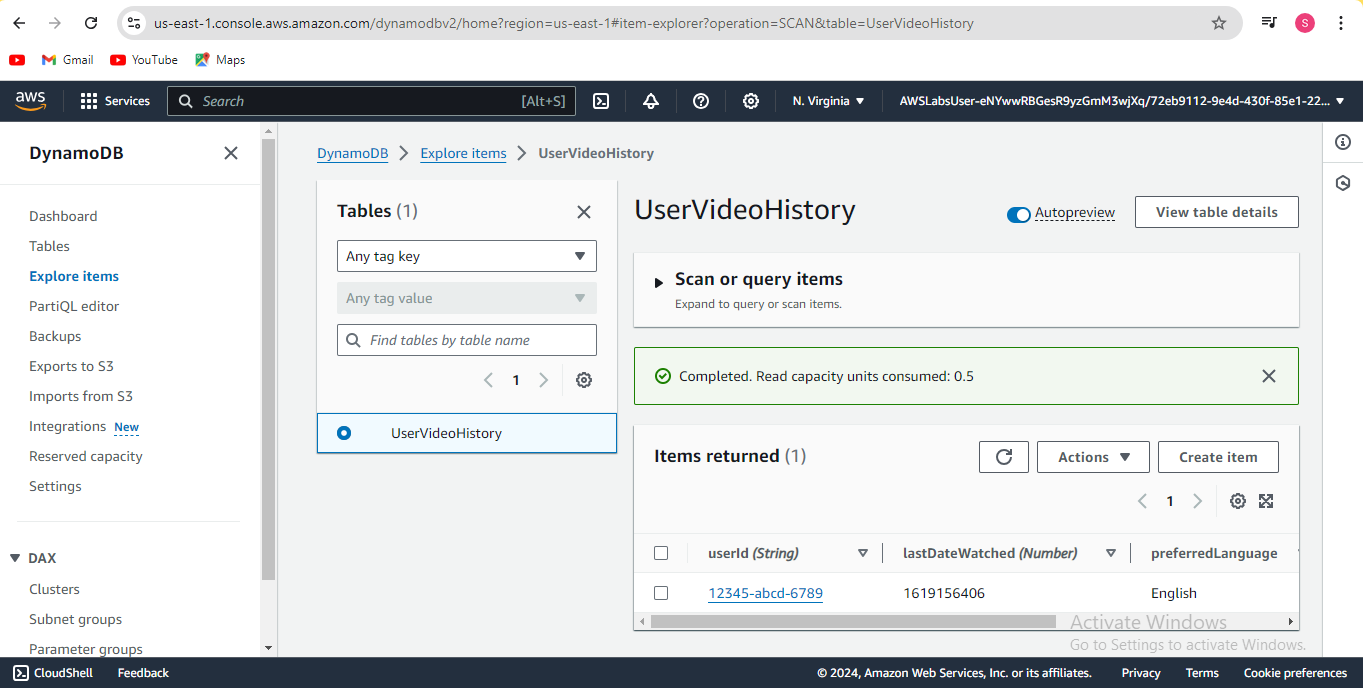 us-east-1.console.aws.amazon.com/dynamodbv2/home?region=us-east-1#item-explorer?operation=SCAN&table=UserVideoHistory
S
Gmail YouTube Maps
aws Services Search [Alt+S] N. Virginia AWSLabsUser-eNYwwRBGesR9yzGmM3wjXq/72eb9112-9e4d-430f-85e1-22...
DynamoDB
Dashboard
Tables
Explore items
PartiQL editor
Backups
Exports to S3
Imports from S3
Integrations New
Reserved capacity
Settings
DAX
Clusters
Subnet groups
Parameter groups
DynamoDB Explore items UserVideoHistory
Tables (1)
Any tag key
Any tag value
Find tables by table name
1
UserVideoHistory
UserVideoHistory
Autopreview View table details
Scan or query items
Expand to query or scan items.
Completed. Read capacity units consumed: 0.5
Items returned (1) Actions Create item
1
userId (String) lastDateWatched (Number) preferredLanguage
12345-abcd-6789 1619156406 English
Activate Windows
Go to Settings to activate Windows.
CloudShell Feedback © 2024, Amazon Web Services, Inc. or its affiliates. Privacy Terms Cookie preferences